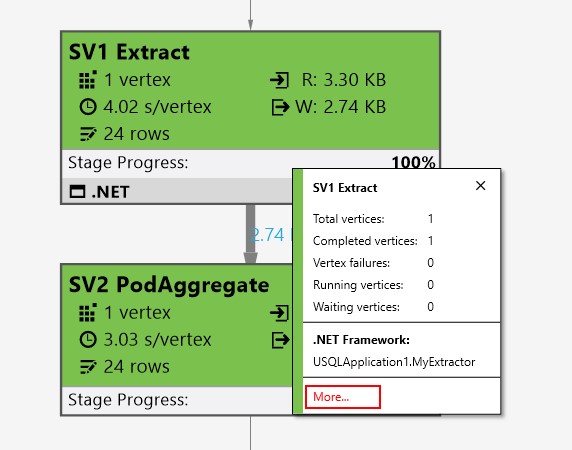 SV1 Extract
1 vertex
R: 3.30 KB
4.02 s/vertex
W: 2.74 KB
24 rows
Stage Progress:
100%
.NET
2.74
SV2 PodAggregate
1 vertex
3.03 s/vertex
24 rows
Stage Progress:
SV1 Extract
Total vertices: 1
Completed vertices: 1
Vertex failures: 0
Running vertices: 0
Waiting vertices: 0
.NET Framework:
USQLApplication1.MyExtractor
More...